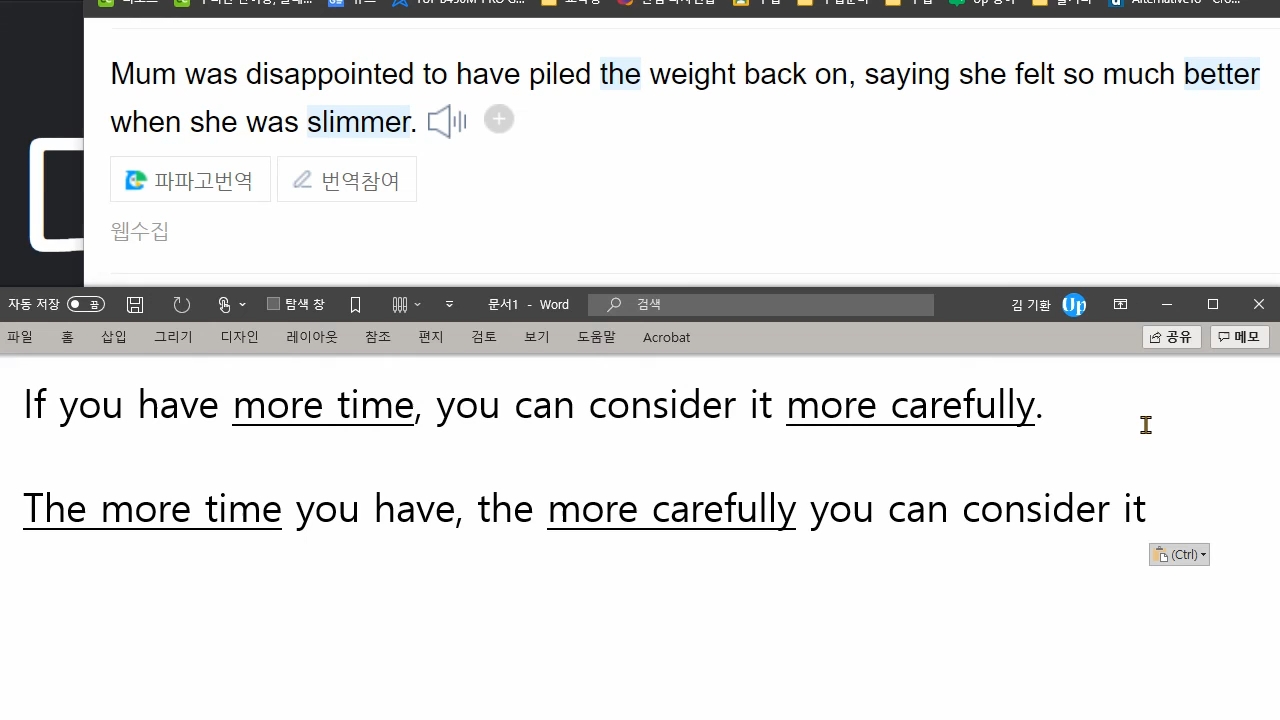 Mum was disappointed to have piled the weight back on, saying she felt so much better
when she was slimmer.
파파고번역 번역참여
웹수집
자동 저장 끔 탐색 창 문서1 - Word 검색 김 기환 Up
파일 홈 삽입 그리기 디자인 레이아웃 참조 편지 검토 보기 도움말 Acrobat 공유 메모
If you have more time, you can consider it more carefully.
The more time you have, the more carefully you can consider it
(Ctrl)